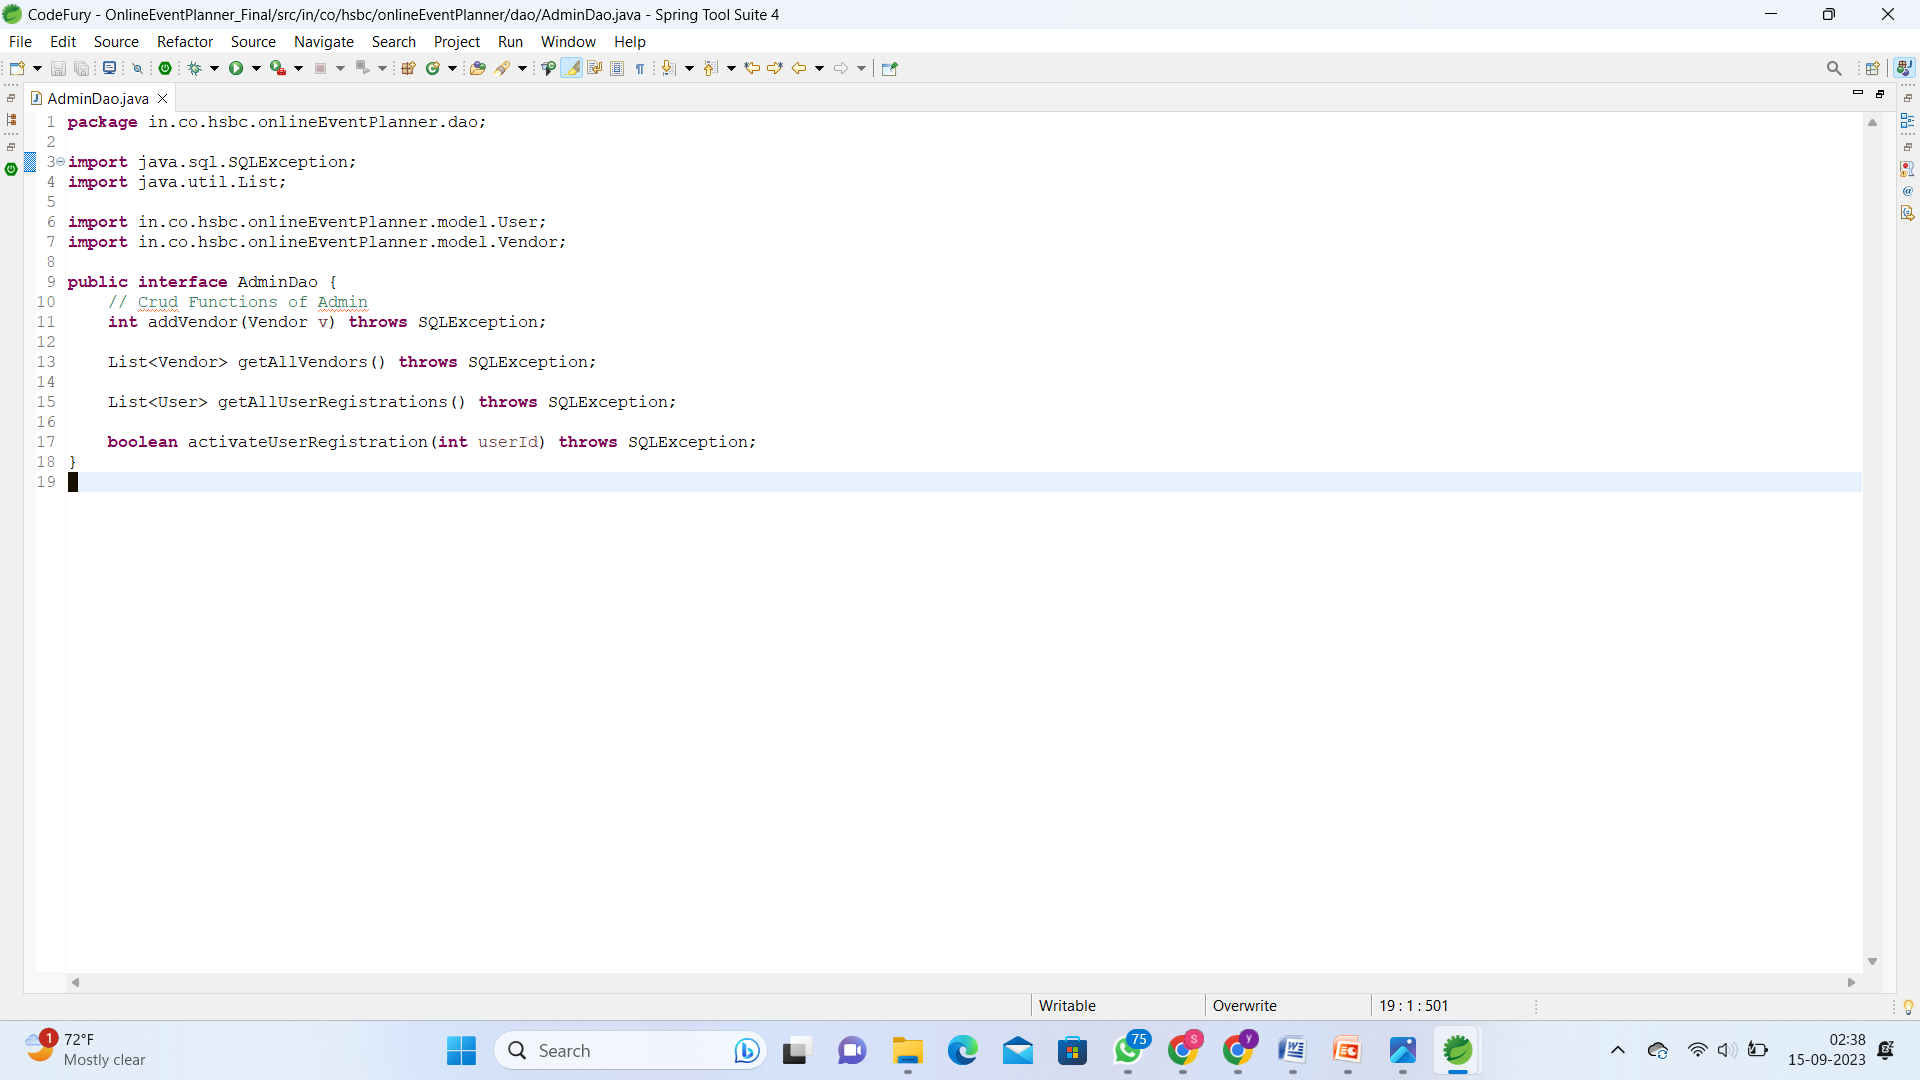 CodeFury - OnlineEventPlanner_Final/src/in/co/hsbc/onlineEventPlanner/dao/AdminDao.java - Spring Tool Suite 4
File Edit Source Refactor Source Navigate Search Project Run Window Help
AdminDao.java
1 package in.co.hsbc.onlineEventPlanner.dao;
2
3 import java.sql.SQLException;
4 import java.util.List;
5
6 import in.co.hsbc.onlineEventPlanner.model.User;
7 import in.co.hsbc.onlineEventPlanner.model.Vendor;
8
9 public interface AdminDao {
10 // Crud Functions of Admin
11 int addVendor(Vendor v) throws SQLException;
12
13 List<Vendor> getAllVendors() throws SQLException;
14
15 List<User> getAllUserRegistrations() throws SQLException;
16
17 boolean activateUserRegistration(int userId) throws SQLException;
18 }
19
Writable Overwrite 19 : 1 : 501
1 72°F
Mostly clear
Search
75
S
y
02:38
15-09-2023